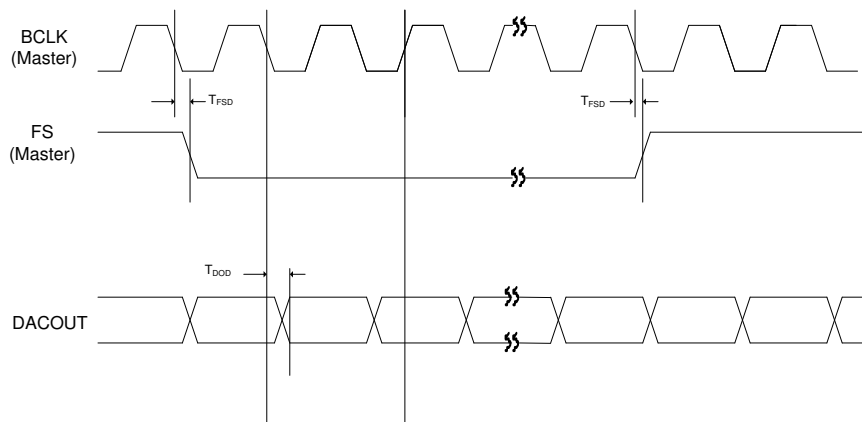 BCLK
(Master)
TFSD
TFSD
FS
(Master)
TDOD
DACOUT